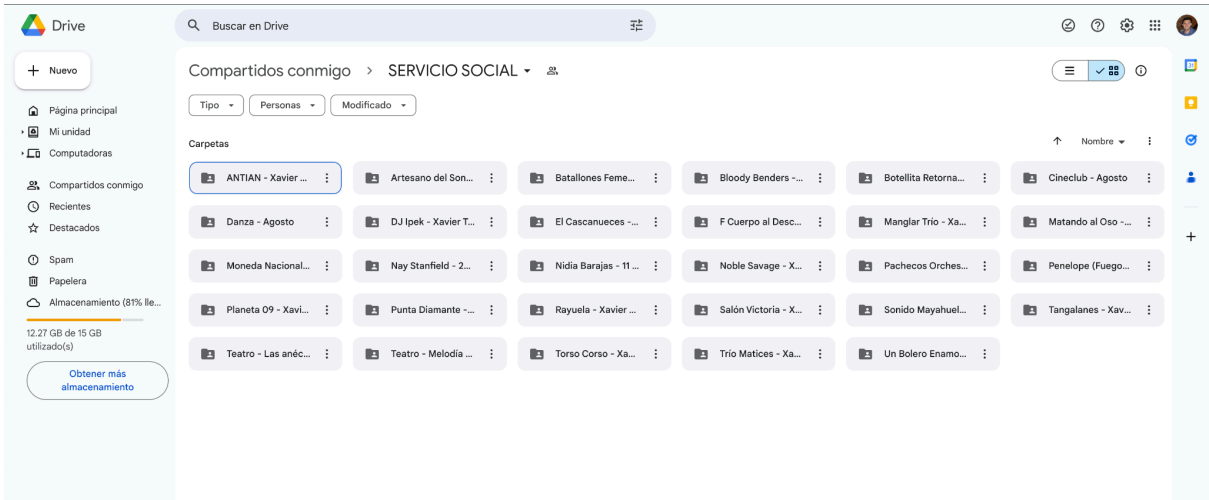 Drive
Buscar en Drive
Nuevo
Compartidos conmigo > SERVICIO SOCIAL
Tipo
Personas
Modificado
Página principal
Mi unidad
Computadoras
Compartidos conmigo
Recientes
Destacados
Spam
Papelera
Almacenamiento (81% lle...
12.27 GB de 15 GB
utilizado(s)
Obtener más
almacenamiento
Carpetas
Nombre
ANTIAN - Xavier ...
Artesano del Son...
Batallones Feme...
Bloody Benders -...
Botellita Retorna...
Cineclub - Agosto
Danza - Agosto
DJ Ipek - Xavier T...
El Cascanueces -...
F Cuerpo al Desc...
Manglar Trío - Xa...
Matando al Oso -...
Moneda Nacional...
Nay Stanfield - 2...
Nidia Barajas - 11 ...
Noble Savage - X...
Pachecos Orches...
Penelope (Fuego...
Planeta 09 - Xavi...
Punta Diamante -...
Rayuela - Xavier ...
Salón Victoria - X...
Sonido Mayahuel...
Tangalanes - Xav...
Teatro - Las anéc...
Teatro - Melodía ...
Torso Corso - Xa...
Trío Matices - Xa...
Un Bolero Enamo...
31